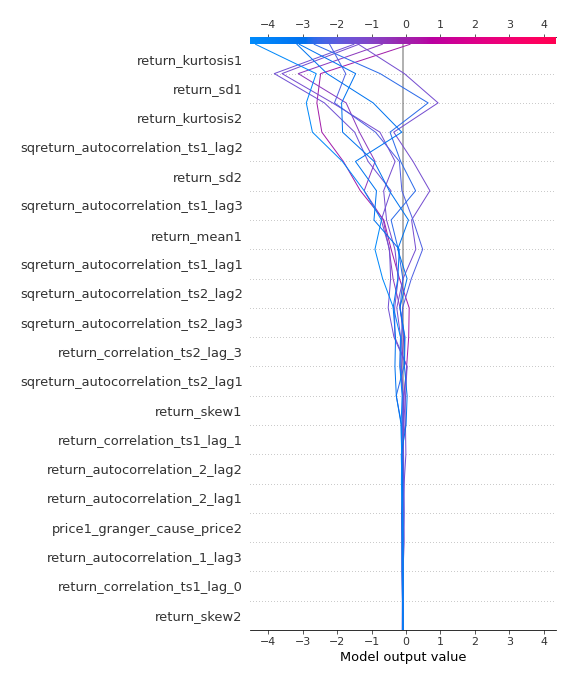 −4 −3 −2 −1 0 1 2 3 4
return_kurtosis1
return_sd1
return_kurtosis2
sqreturn_autocorrelation_ts1_lag2
return_sd2
sqreturn_autocorrelation_ts1_lag3
return_mean1
sqreturn_autocorrelation_ts1_lag1
sqreturn_autocorrelation_ts2_lag2
sqreturn_autocorrelation_ts2_lag3
return_correlation_ts2_lag_3
sqreturn_autocorrelation_ts2_lag1
return_skew1
return_correlation_ts1_lag_1
return_autocorrelation_2_lag2
return_autocorrelation_2_lag1
price1_granger_cause_price2
return_autocorrelation_1_lag3
return_correlation_ts1_lag_0
return_skew2
−4 −3 −2 −1 0 1 2 3 4
Model output value